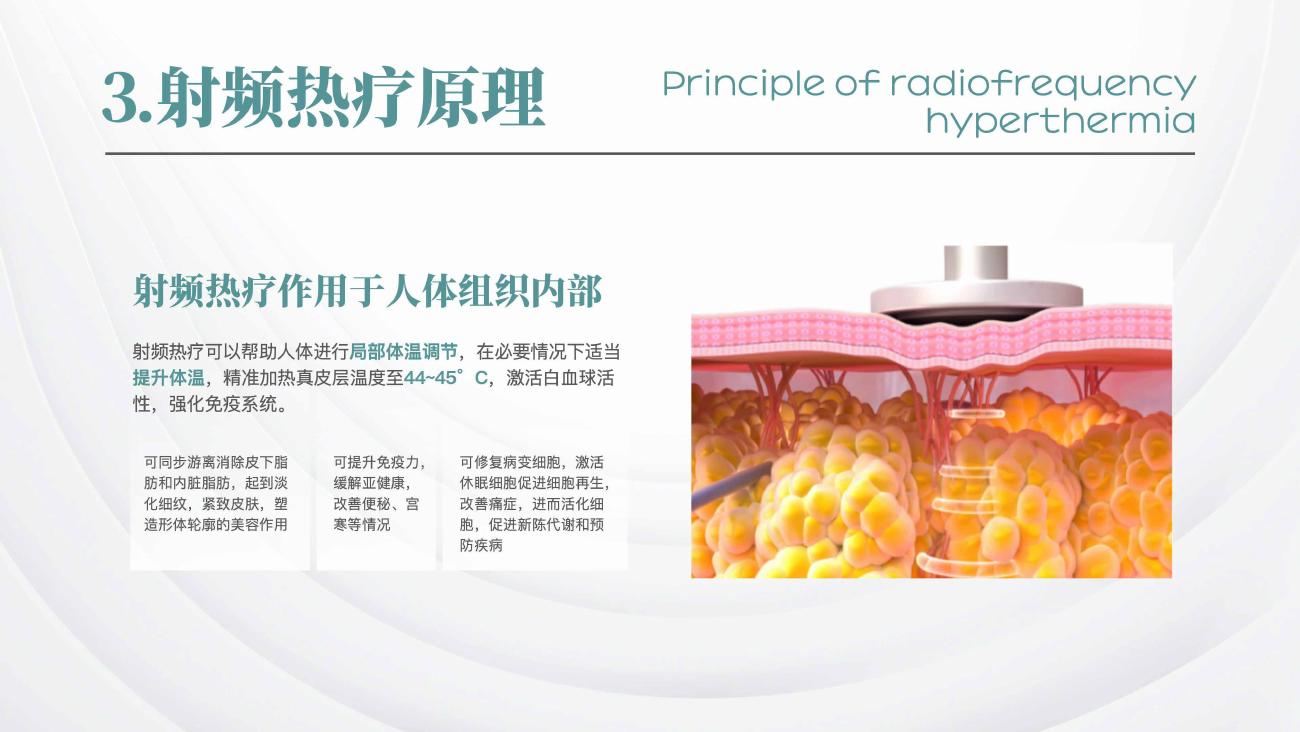 3.射频热疗原理
Principle of radiofrequency
hyperthermia
射频热疗作用于人体组织内部
射频热疗可以帮助人体进行局部体温调节，在必要情况下适当
提升体温，精准加热真皮层温度至44~45°C，激活白血球活
性，强化免疫系统。
可同步游离消除皮下脂
肪和内脏脂肪，起到淡
化细纹，紧致皮肤，塑
造形体轮廓的美容作用
可提升免疫力，
缓解亚健康，
改善便秘、宫
寒等情况
可修复病变细胞，激活
休眠细胞促进细胞再生，
改善痛症，进而活化细
胞，促进新陈代谢和预
防疾病